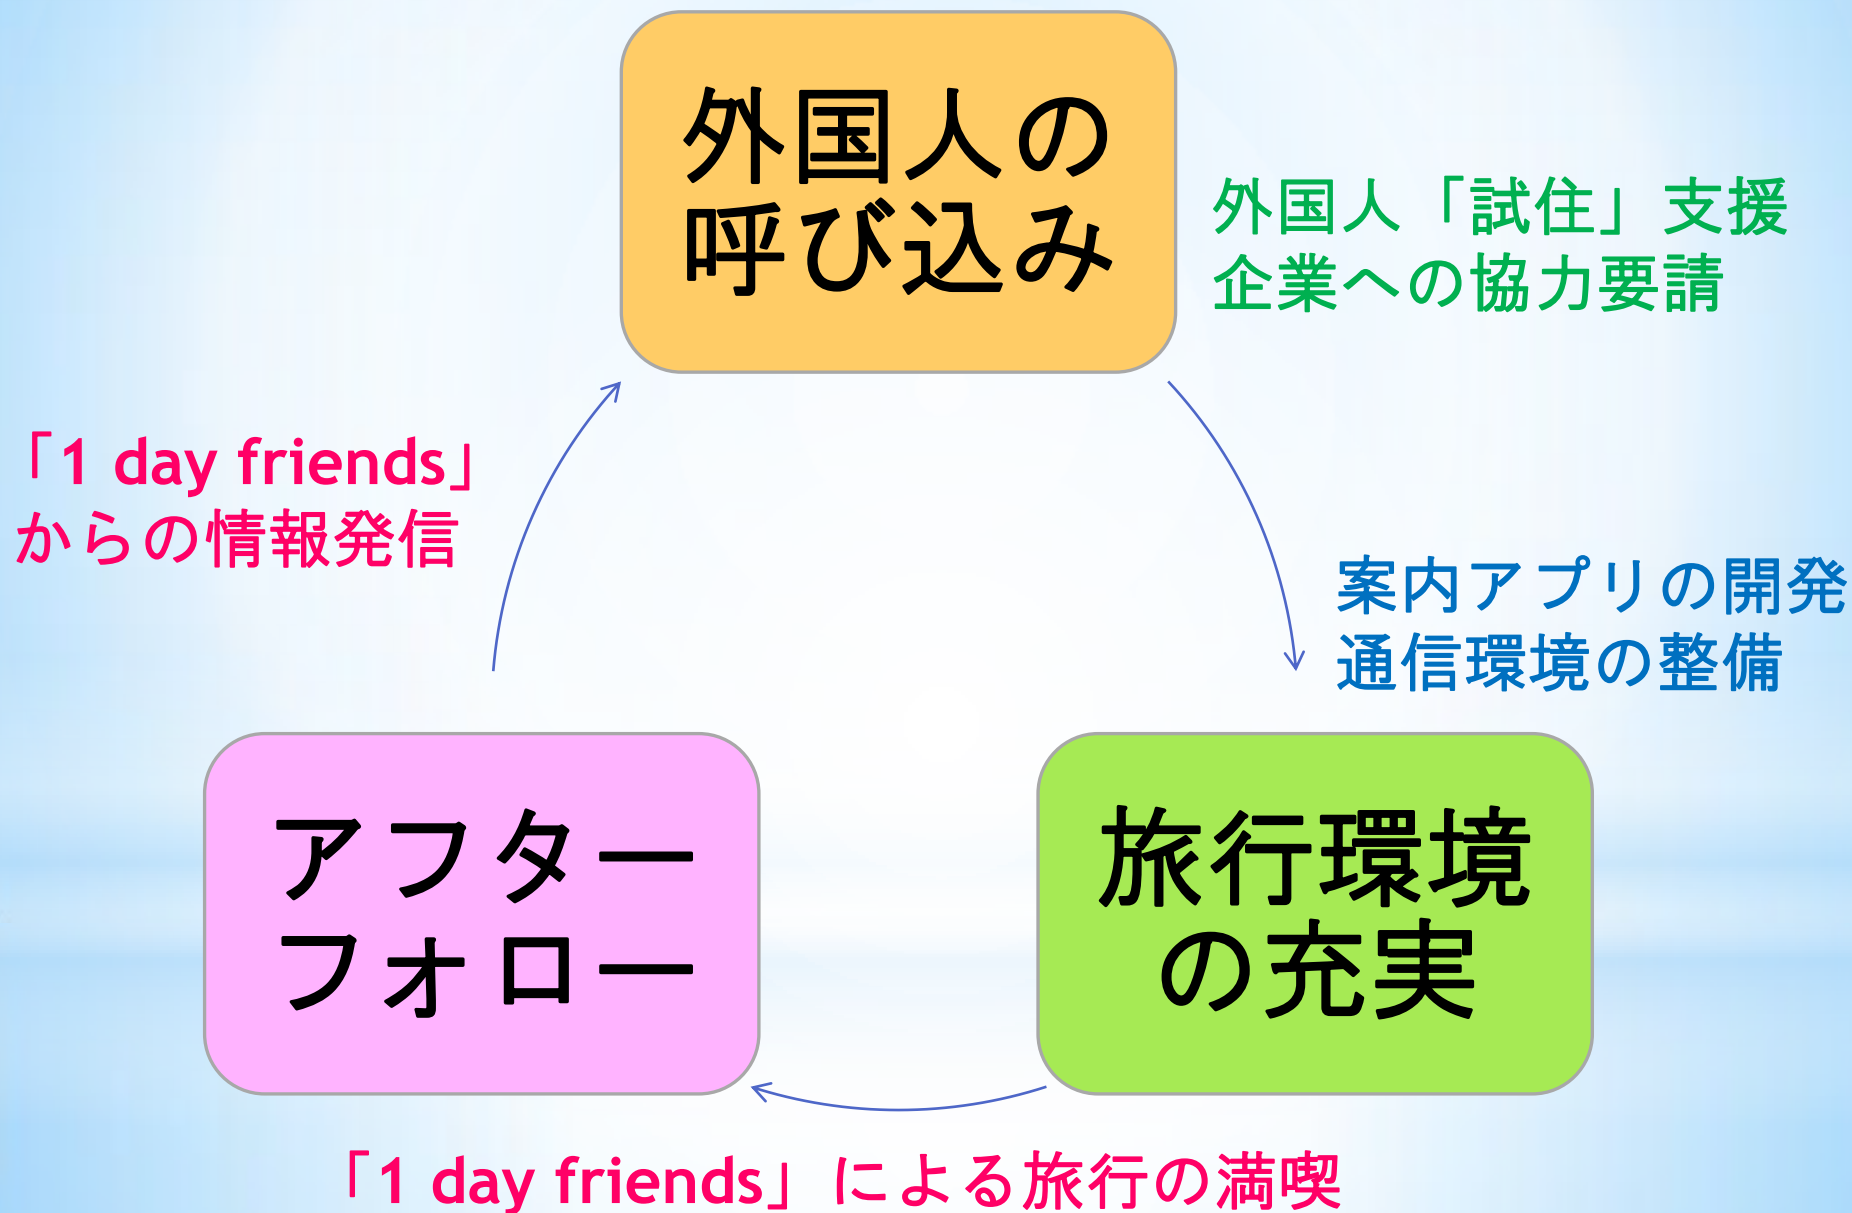 外国人の
呼び込み
外国人「試住」支援
企業への協力要請
「1 day friends」
からの情報発信
案内アプリの開発
通信環境の整備
アフター
フォロー
旅行環境
の充実
「1 day friends」による旅行の満喫